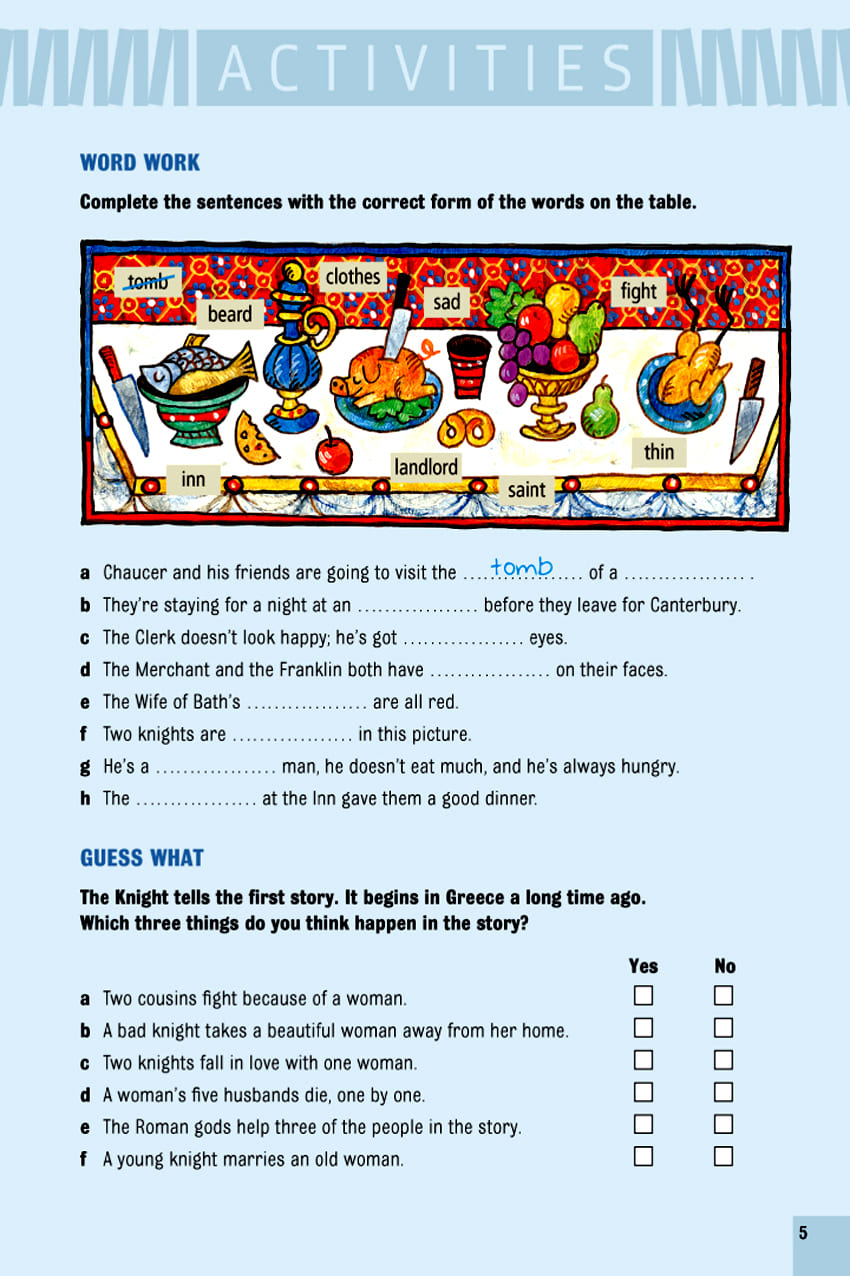 ACTIVITIES
WORD WORK
Complete the sentences with the correct form of the words on the table.
tomb
clothes
beard
sad
fight
inn
landlord
saint
thin
a Chaucer and his friends are going to visit the ......tomb...... of a .................. .
b They're staying for a night at an .................. before they leave for Canterbury.
c The Clerk doesn't look happy; he's got .................. eyes.
d The Merchant and the Franklin both have .................. on their faces.
e The Wife of Bath's .................. are all red.
f Two knights are .................. in this picture.
g He's a .................. man, he doesn't eat much, and he's always hungry.
h The .................. at the Inn gave them a good dinner.
GUESS WHAT
The Knight tells the first story. It begins in Greece a long time ago.
Which three things do you think happen in the story?
Yes No
a Two cousins fight because of a woman.
b A bad knight takes a beautiful woman away from her home.
c Two knights fall in love with one woman.
d A woman's five husbands die, one by one.
e The Roman gods help three of the people in the story.
f A young knight marries an old woman.
5